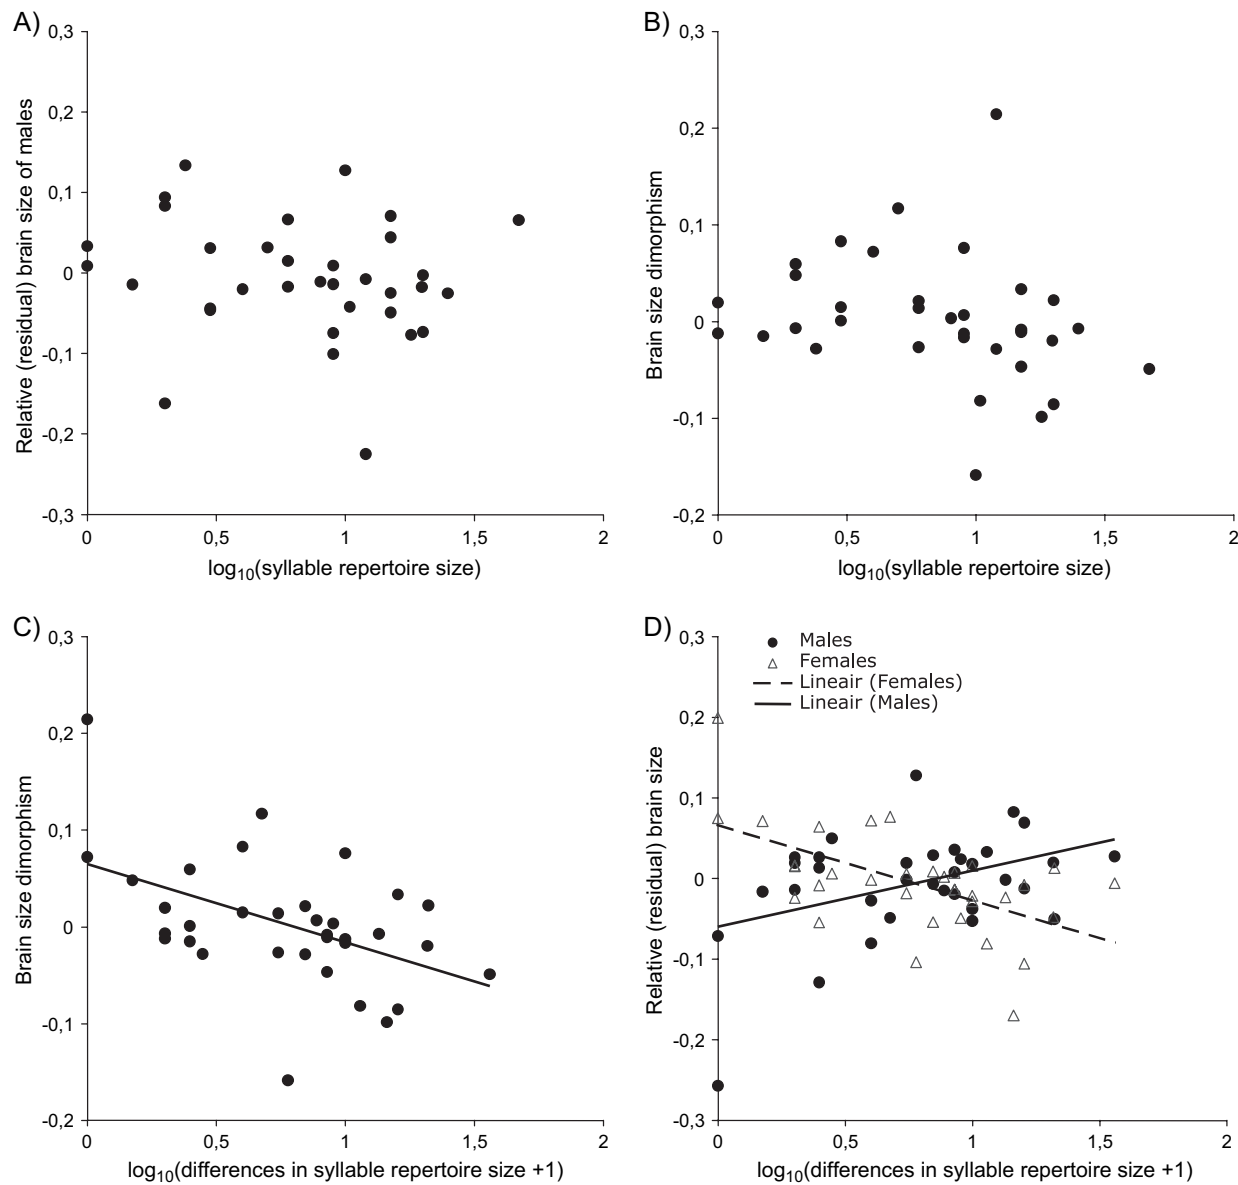 A)
0,3
0,2
0,1
0
-0,1
-0,2
-0,3
Relative (residual) brain size of males
0 0,5 1 1,5 2
log10(syllable repertoire size)
B)
0,3
0,2
0,1
0
-0,1
-0,2
Brain size dimorphism
0 0,5 1 1,5 2
log10(syllable repertoire size)
C)
0,3
0,2
0,1
0
-0,1
-0,2
Brain size dimorphism
0 0,5 1 1,5 2
log10(differences in syllable repertoire size +1)
D)
0,3
0,2
0,1
0
-0,1
-0,2
-0,3
Relative (residual) brain size
Males
Females
Lineair (Females)
Lineair (Males)
0 0,5 1 1,5 2
log10(differences in syllable repertoire size +1)